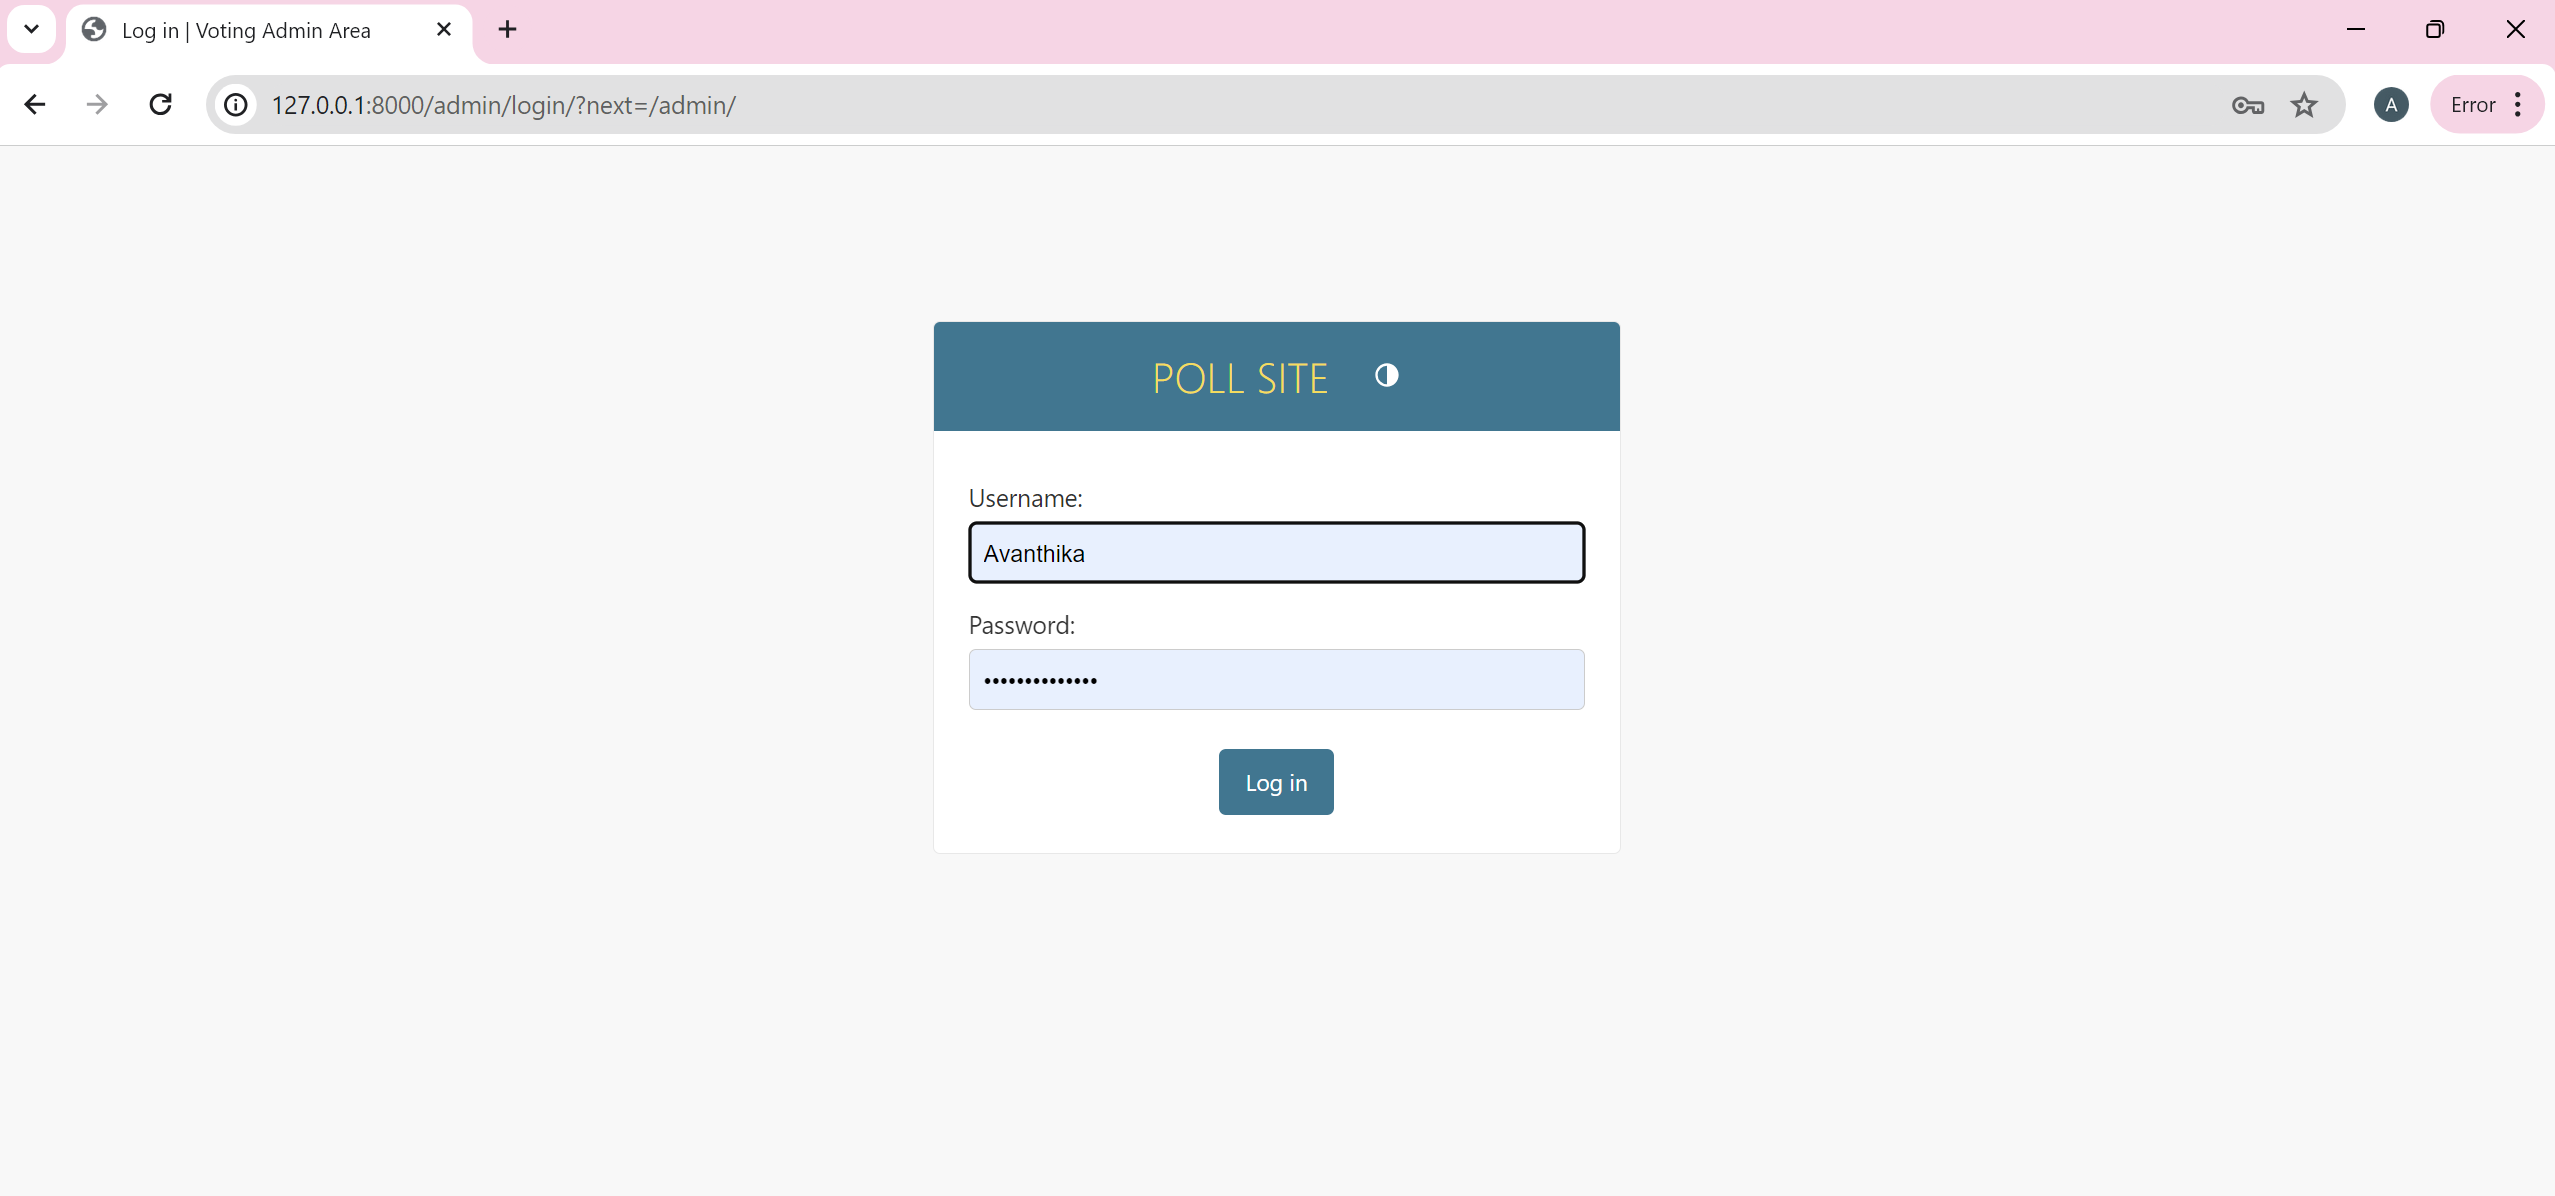 Log in | Voting Admin Area
127.0.0.1:8000/admin/login/?next=/admin/
A
Error
POLL SITE
Username:
Avanthika
Password:
••••••••••••••
Log in